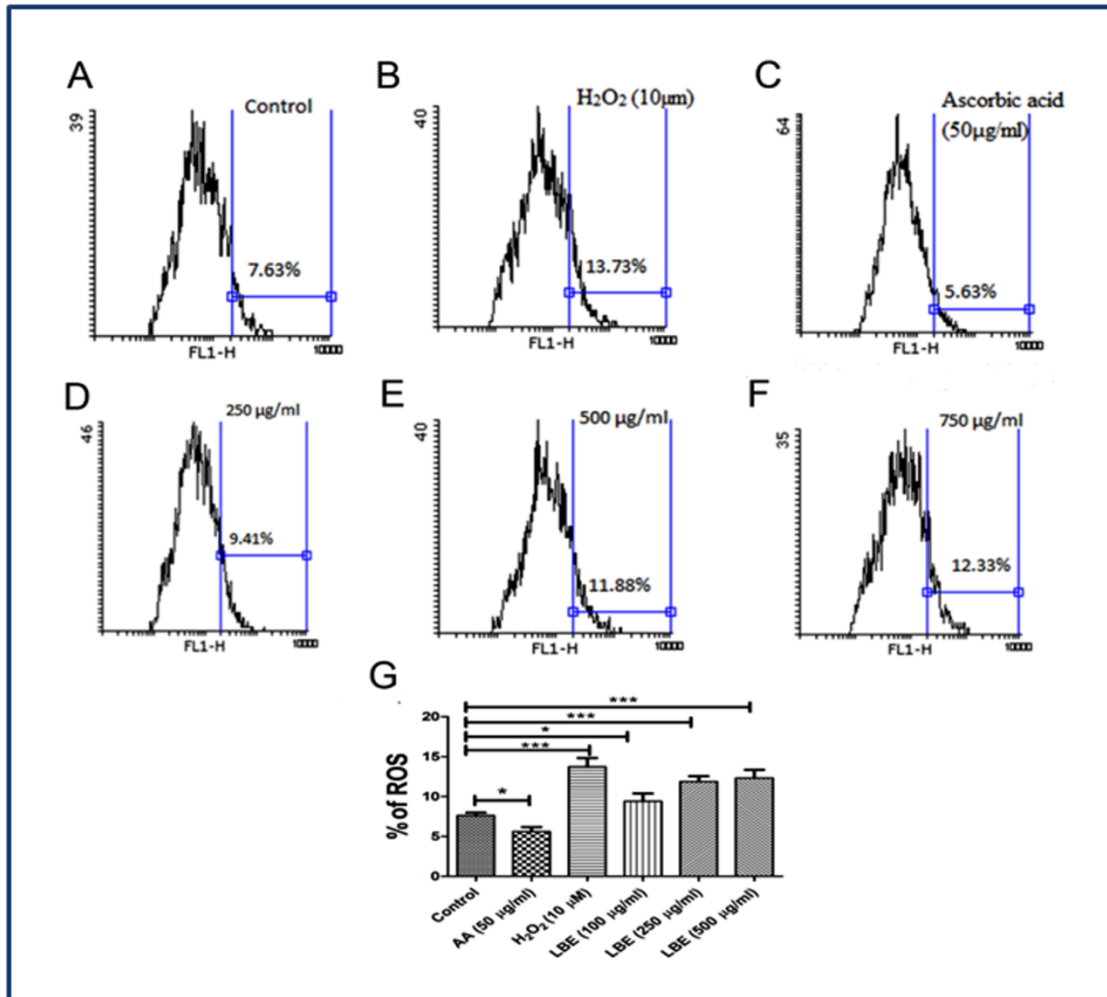 A
Control
39
7.63%
FL1-H
10000
B
H₂O₂ (10μm)
40
13.73%
FL1-H
10000
C
Ascorbic acid
(50μg/ml)
64
5.63%
FL1-H
10000
D
250 μg/ml
46
9.41%
FL1-H
10000
E
500 μg/ml
40
11.88%
FL1-H
10000
F
750 μg/ml
35
12.33%
FL1-H
10000
G
***
***
*
***
*
20
15
10
5
0
% of ROS
Control
AA (50 μg/ml)
H₂O₂ (10 μM)
LBE (100 μg/ml)
LBE (250 μg/ml)
LBE (500 μg/ml)